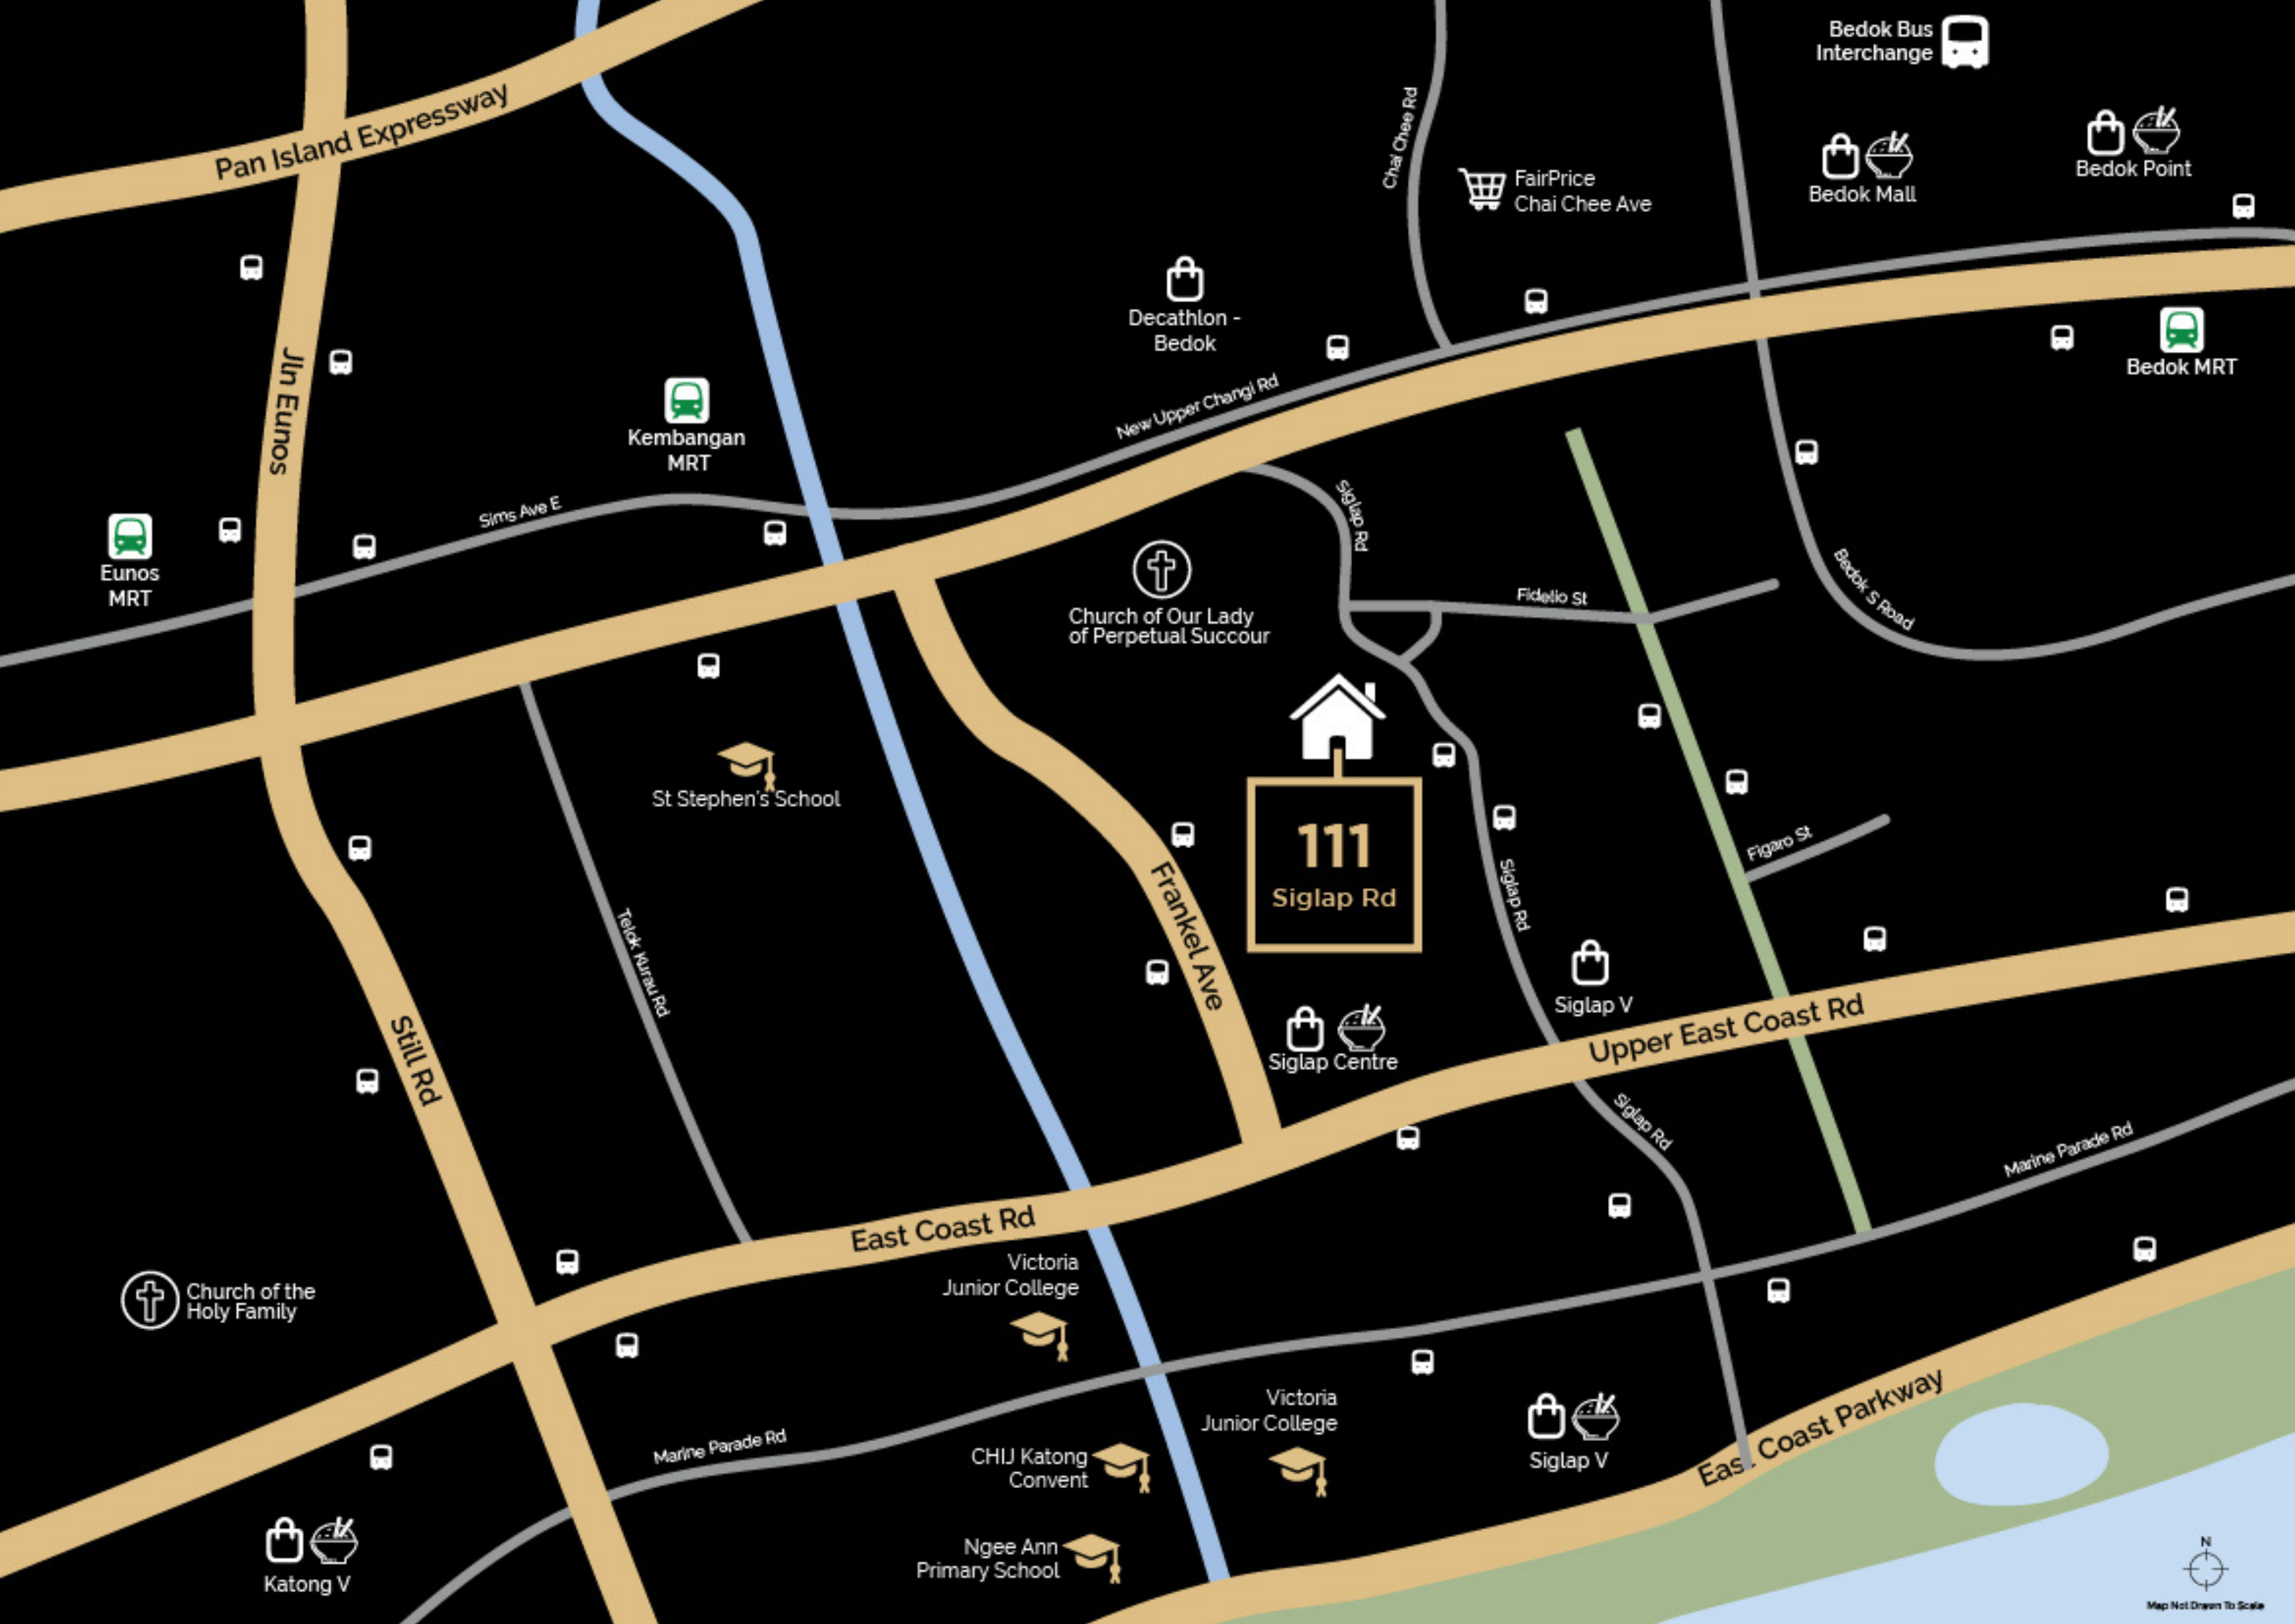 Bedok Bus
Interchange
Pan Island Expressway
Chai Chee Rd
FairPrice
Chai Chee Ave
Bedok Mall
Bedok Point
Decathlon -
Bedok
Bedok MRT
Jln Eunos
Kembangan
MRT
New Upper Changi Rd
Sims Ave E
Siglap Rd
Eunos
MRT
Church of Our Lady
of Perpetual Succour
Fidelio St
Bedok S Road
St Stephen's School
111
Siglap Rd
Figaro St
Frankel Ave
Siglap Rd
Telok Kurau Rd
Siglap V
Upper East Coast Rd
Siglap Centre
Still Rd
Siglap Rd
Marine Parade Rd
East Coast Rd
Victoria
Junior College
Church of the
Holy Family
Victoria
Junior College
East Coast Parkway
Marine Parade Rd
CHIJ Katong
Convent
Siglap V
Ngee Ann
Primary School
Katong V
N
Map Not Drawn To Scale